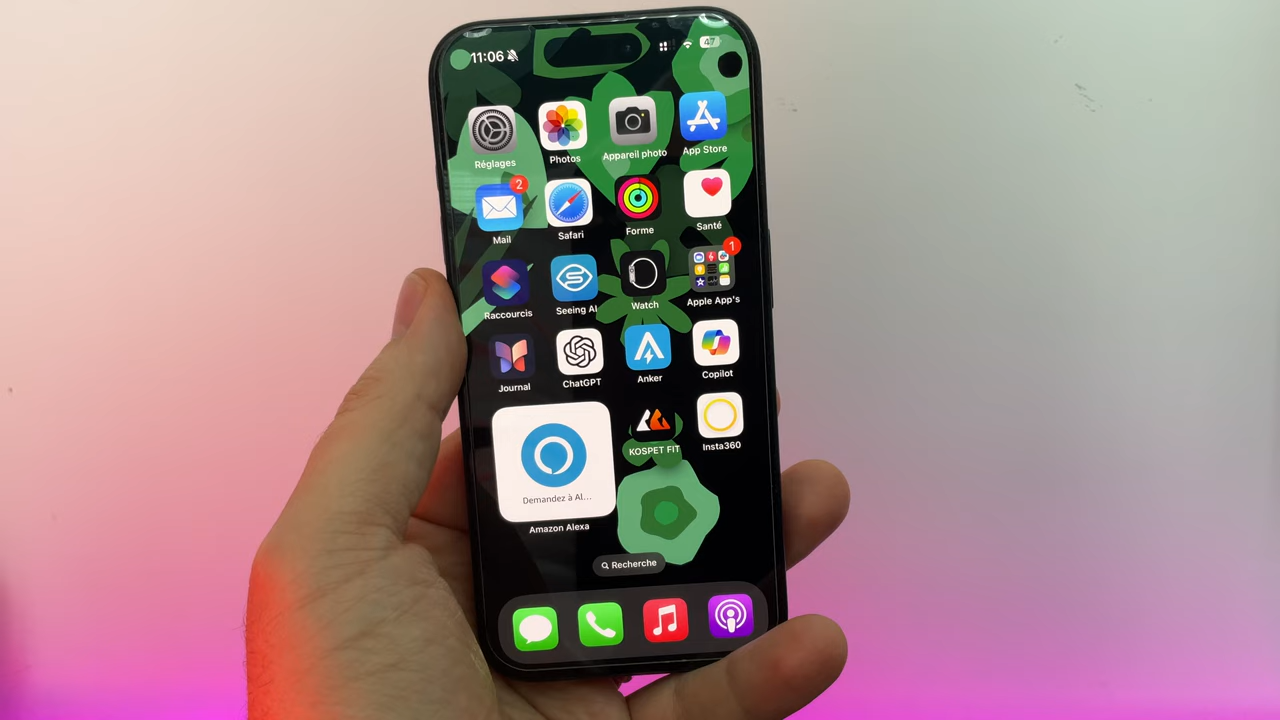 11:06
47
Réglages
Photos
Appareil photo
App Store
2
Mail
Safari
Forme
Santé
1
Raccourcis
Seeing AI
Watch
Apple App's
Journal
ChatGPT
Anker
Copilot
Demandez à Al...
Amazon Alexa
KOSPET FIT
Insta360
Recherche